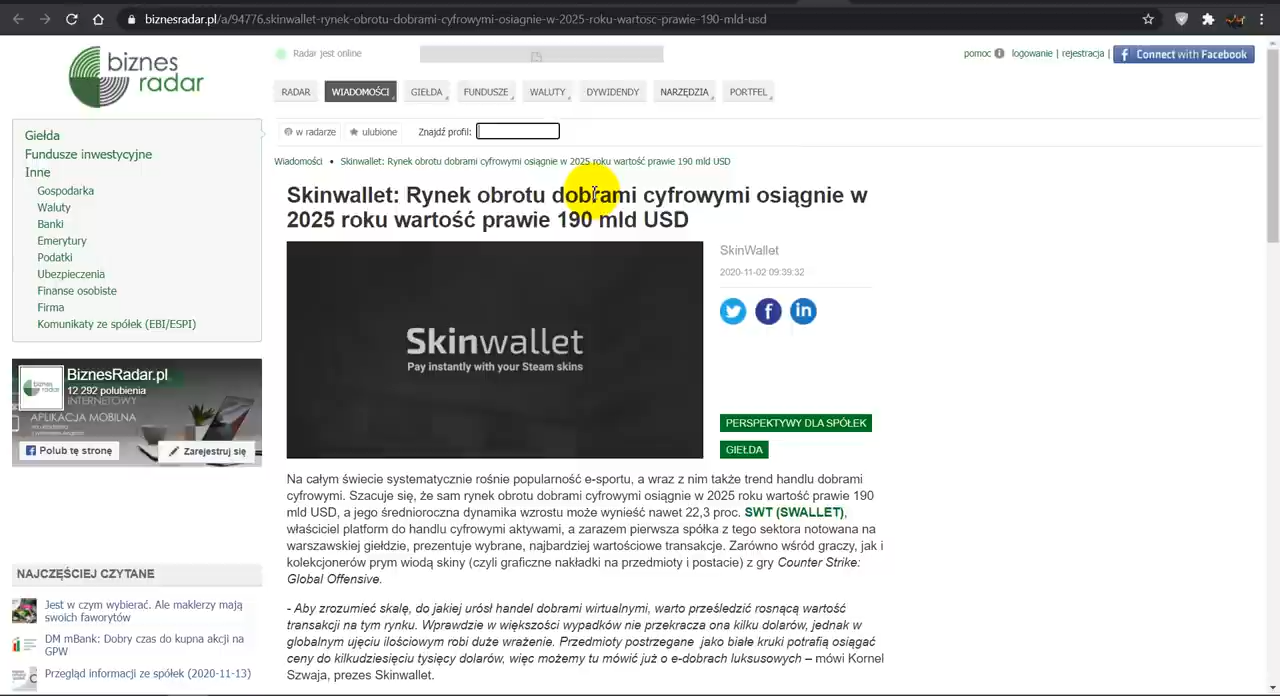 biznesradar.pl/a/94776.skinwallet-rynek-obrotu-dobrami-cyfrowymi-osiagnie-w-2025-roku-wartosc-prawie-190-mld-usd
biznes
radar
Radar jest online
pomoc
logowanie | rejestracja |
Connect with Facebook
RADAR
WIADOMOŚCI
GIEŁDA
FUNDUSZE
WALUTY
DYWIDENDY
NARZĘDZIA
PORTFEL
w radarze
ulubione
Znajdź profil:
Giełda
Fundusze inwestycyjne
Inne
Gospodarka
Waluty
Banki
Emerytury
Podatki
Ubezpieczenia
Finanse osobiste
Firma
Komunikaty ze spółek (EBI/ESPI)
BiznesRadar.pl
12 292 polubienia
INTERNETOWY
APLIKACJA MOBILNA
Polub tę stronę
Zarejestruj się
NAJCZĘŚCIEJ CZYTANE
Jest w czym wybierać. Ale maklerzy mają
swoich faworytów
DM mBank: Dobry czas do kupna akcji na
GPW
Przegląd informacji ze spółek (2020-11-13)
Wiadomości • Skinwallet: Rynek obrotu dobrami cyfrowymi osiągnie w 2025 roku wartość prawie 190 mld USD
Skinwallet: Rynek obrotu dobrami cyfrowymi osiągnie w
2025 roku wartość prawie 190 mld USD
Skinwallet
Pay instantly with your Steam skins
SkinWallet
2020-11-02 09:39:32
PERSPEKTYWY DLA SPÓŁEK
GIEŁDA
Na całym świecie systematycznie rośnie popularność e-sportu, a wraz z nim także trend handlu dobrami
cyfrowymi. Szacuje się, że sam rynek obrotu dobrami cyfrowymi osiągnie w 2025 roku wartość prawie 190
mld USD, a jego średnioroczna dynamika wzrostu może wynieść nawet 22,3 proc. SWT (SWALLET),
właściciel platform do handlu cyfrowymi aktywami, a zarazem pierwsza spółka z tego sektora notowana na
warszawskiej giełdzie, prezentuje wybrane, najbardziej wartościowe transakcje. Zarówno wśród graczy, jak i
kolekcjonerów prym wiodą skiny (czyli graficzne nakładki na przedmioty i postacie) z gry Counter Strike:
Global Offensive.
- Aby zrozumieć skalę, do jakiej urósł handel dobrami wirtualnymi, warto prześledzić rosnącą wartość
transakcji na tym rynku. Wprawdzie w większości wypadków nie przekracza ona kilku dolarów, jednak w
globalnym ujęciu ilościowym robi duże wrażenie. Przedmioty postrzegane jako białe kruki potrafią osiągać
ceny do kilkudziesięciu tysięcy dolarów, więc możemy tu mówić już o e-dobrach luksusowych – mówi Kornel
Szwaja, prezes Skinwallet.